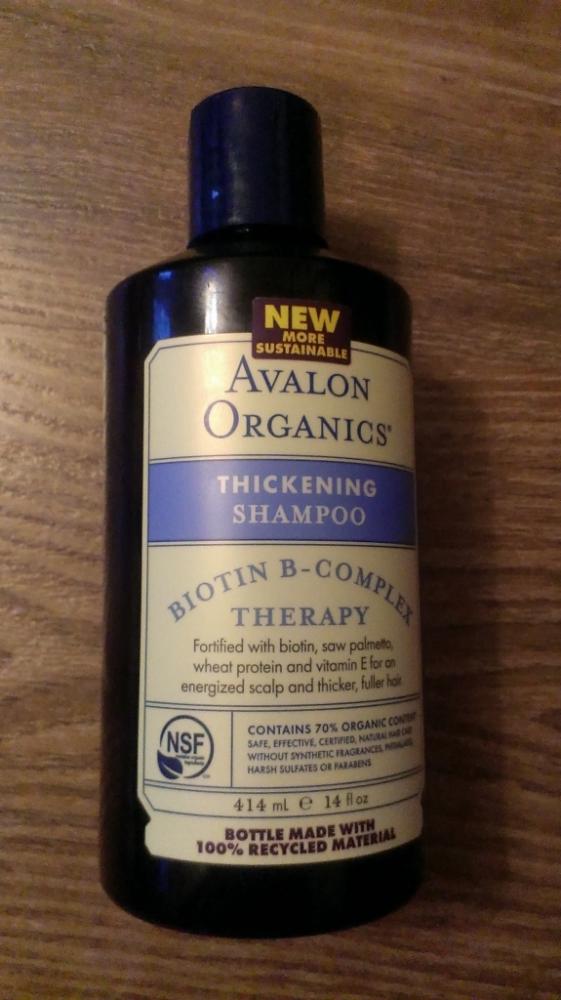 NEW
MORE
SUSTAINABLE
AVALON
ORGANICS®
THICKENING
SHAMPOO
BIOTIN B-COMPLEX
THERAPY
Fortified with biotin, saw palmetto,
wheat protein and vitamin E for an
energized scalp and thicker, fuller hair
NSF
CONTAINS 70% ORGANIC CONTENT
SAFE, EFFECTIVE, CERTIFIED, NATURAL HAIR CARE
WITHOUT SYNTHETIC FRAGRANCES, PHTHALATES,
HARSH SULFATES OR PARABENS
414 mL ℮ 14 fl oz
BOTTLE MADE WITH
100% RECYCLED MATERIAL